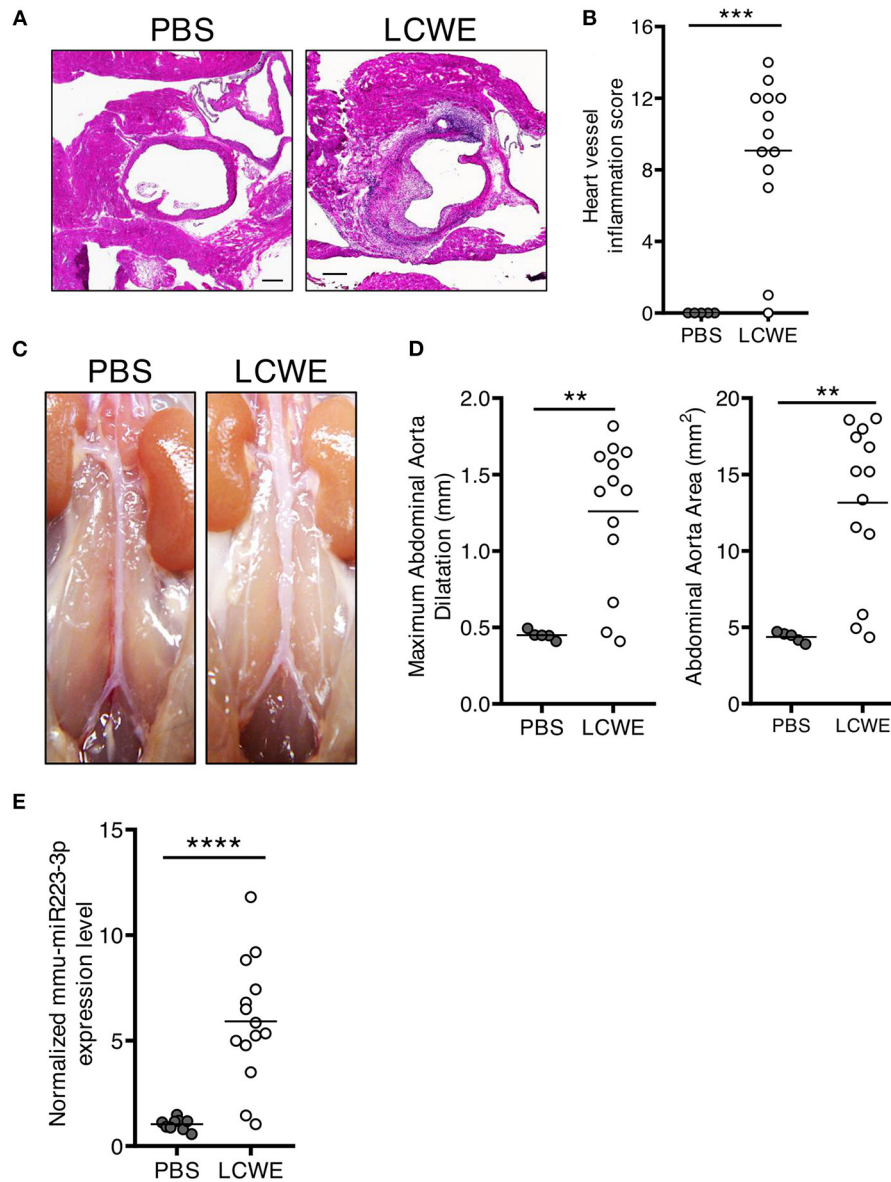 A
PBS
LCWE
B
Heart vessel
inflammation score
16
12
8
4
0
***
PBS
LCWE
C
PBS
LCWE
D
Maximum Abdominal Aorta
Dilatation (mm)
2.0
1.5
1.0
0.5
0.0
**
PBS
LCWE
Abdominal Aorta Area (mm²)
20
15
10
5
0
**
PBS
LCWE
E
Normalized mmu-miR223-3p
expression level
15
10
5
0
****
PBS
LCWE